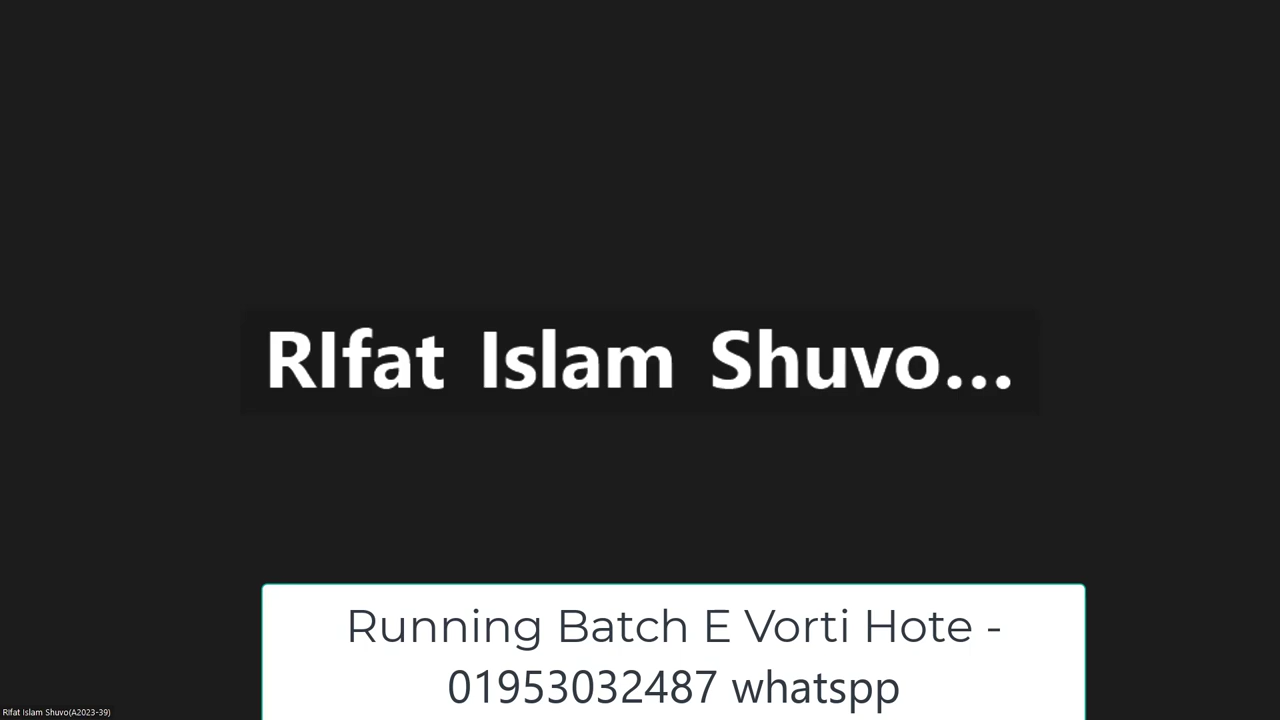 RIfat Islam Shuvo...
Running Batch E Vorti Hote -
01953032487 whatspp
RIfat Islam Shuvo(A2023-39)